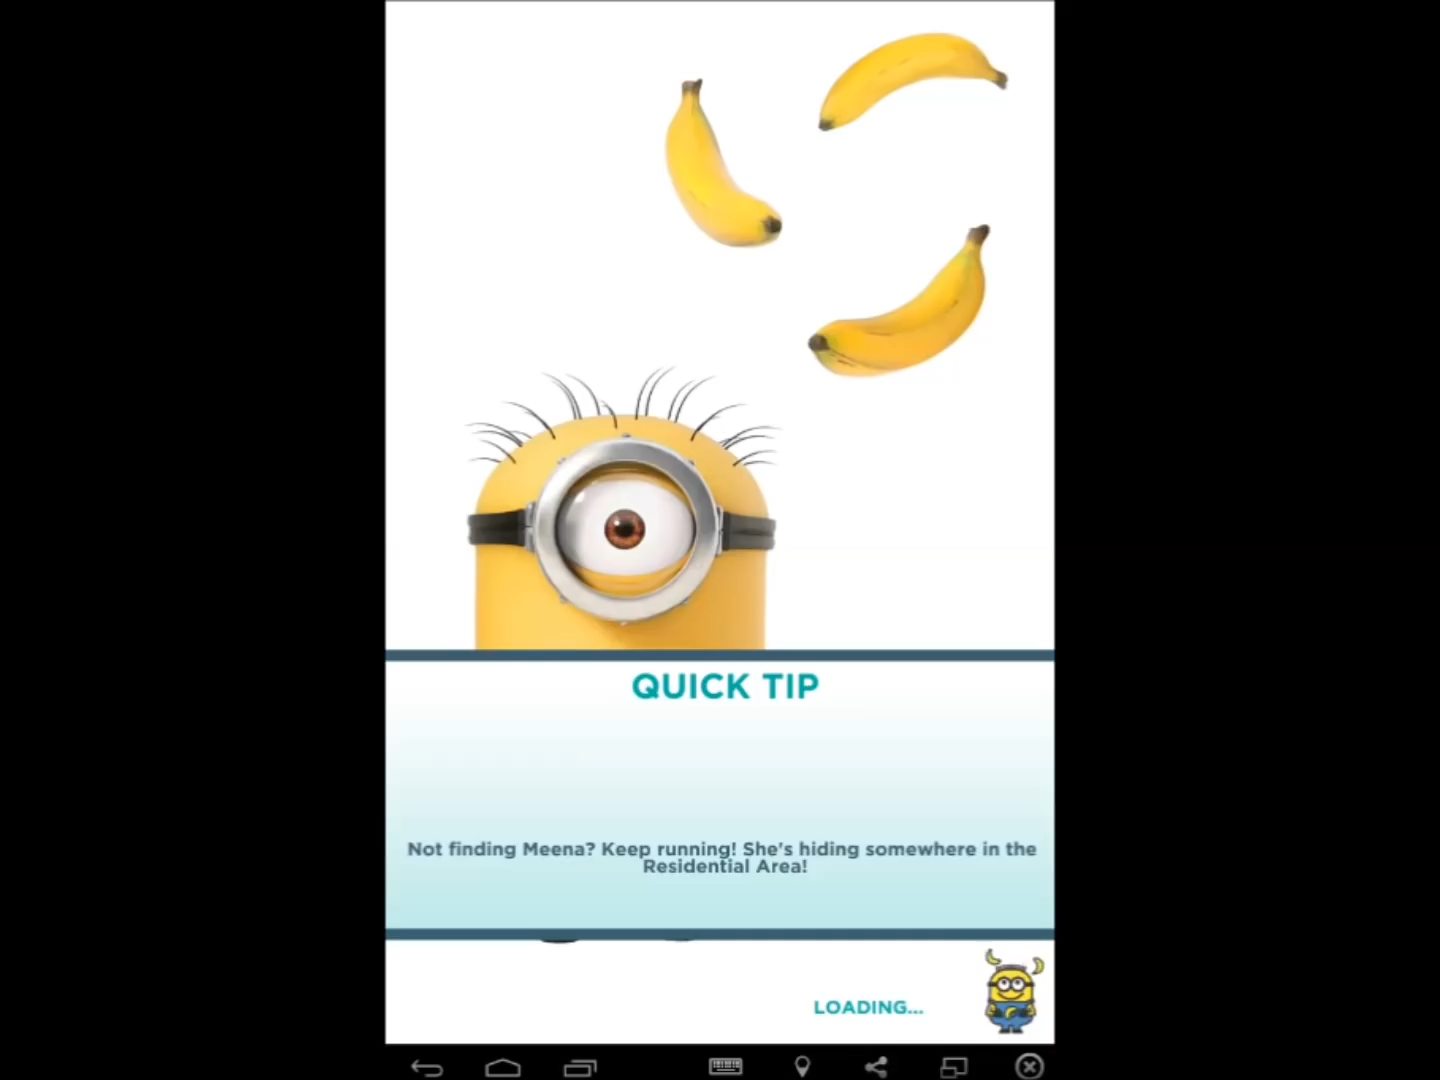 QUICK TIP
Not finding Meena? Keep running! She's hiding somewhere in the
Residential Area!
LOADING...